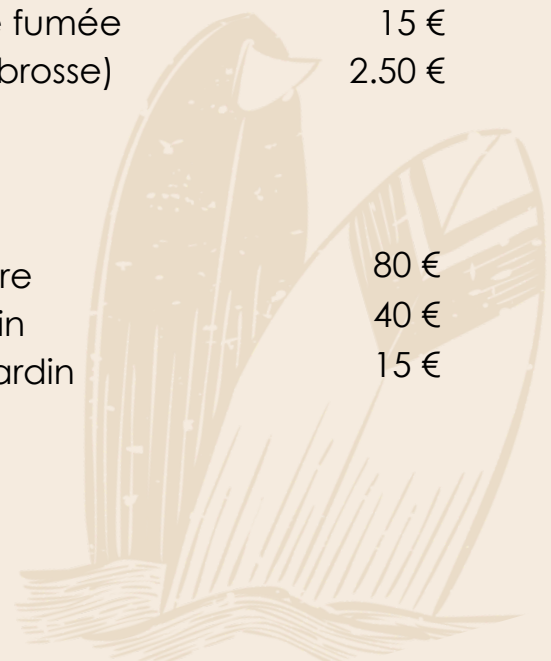 e fumée 15 €
brosse) 2.50 €
re 80 €
in 40 €
ardin 15 €